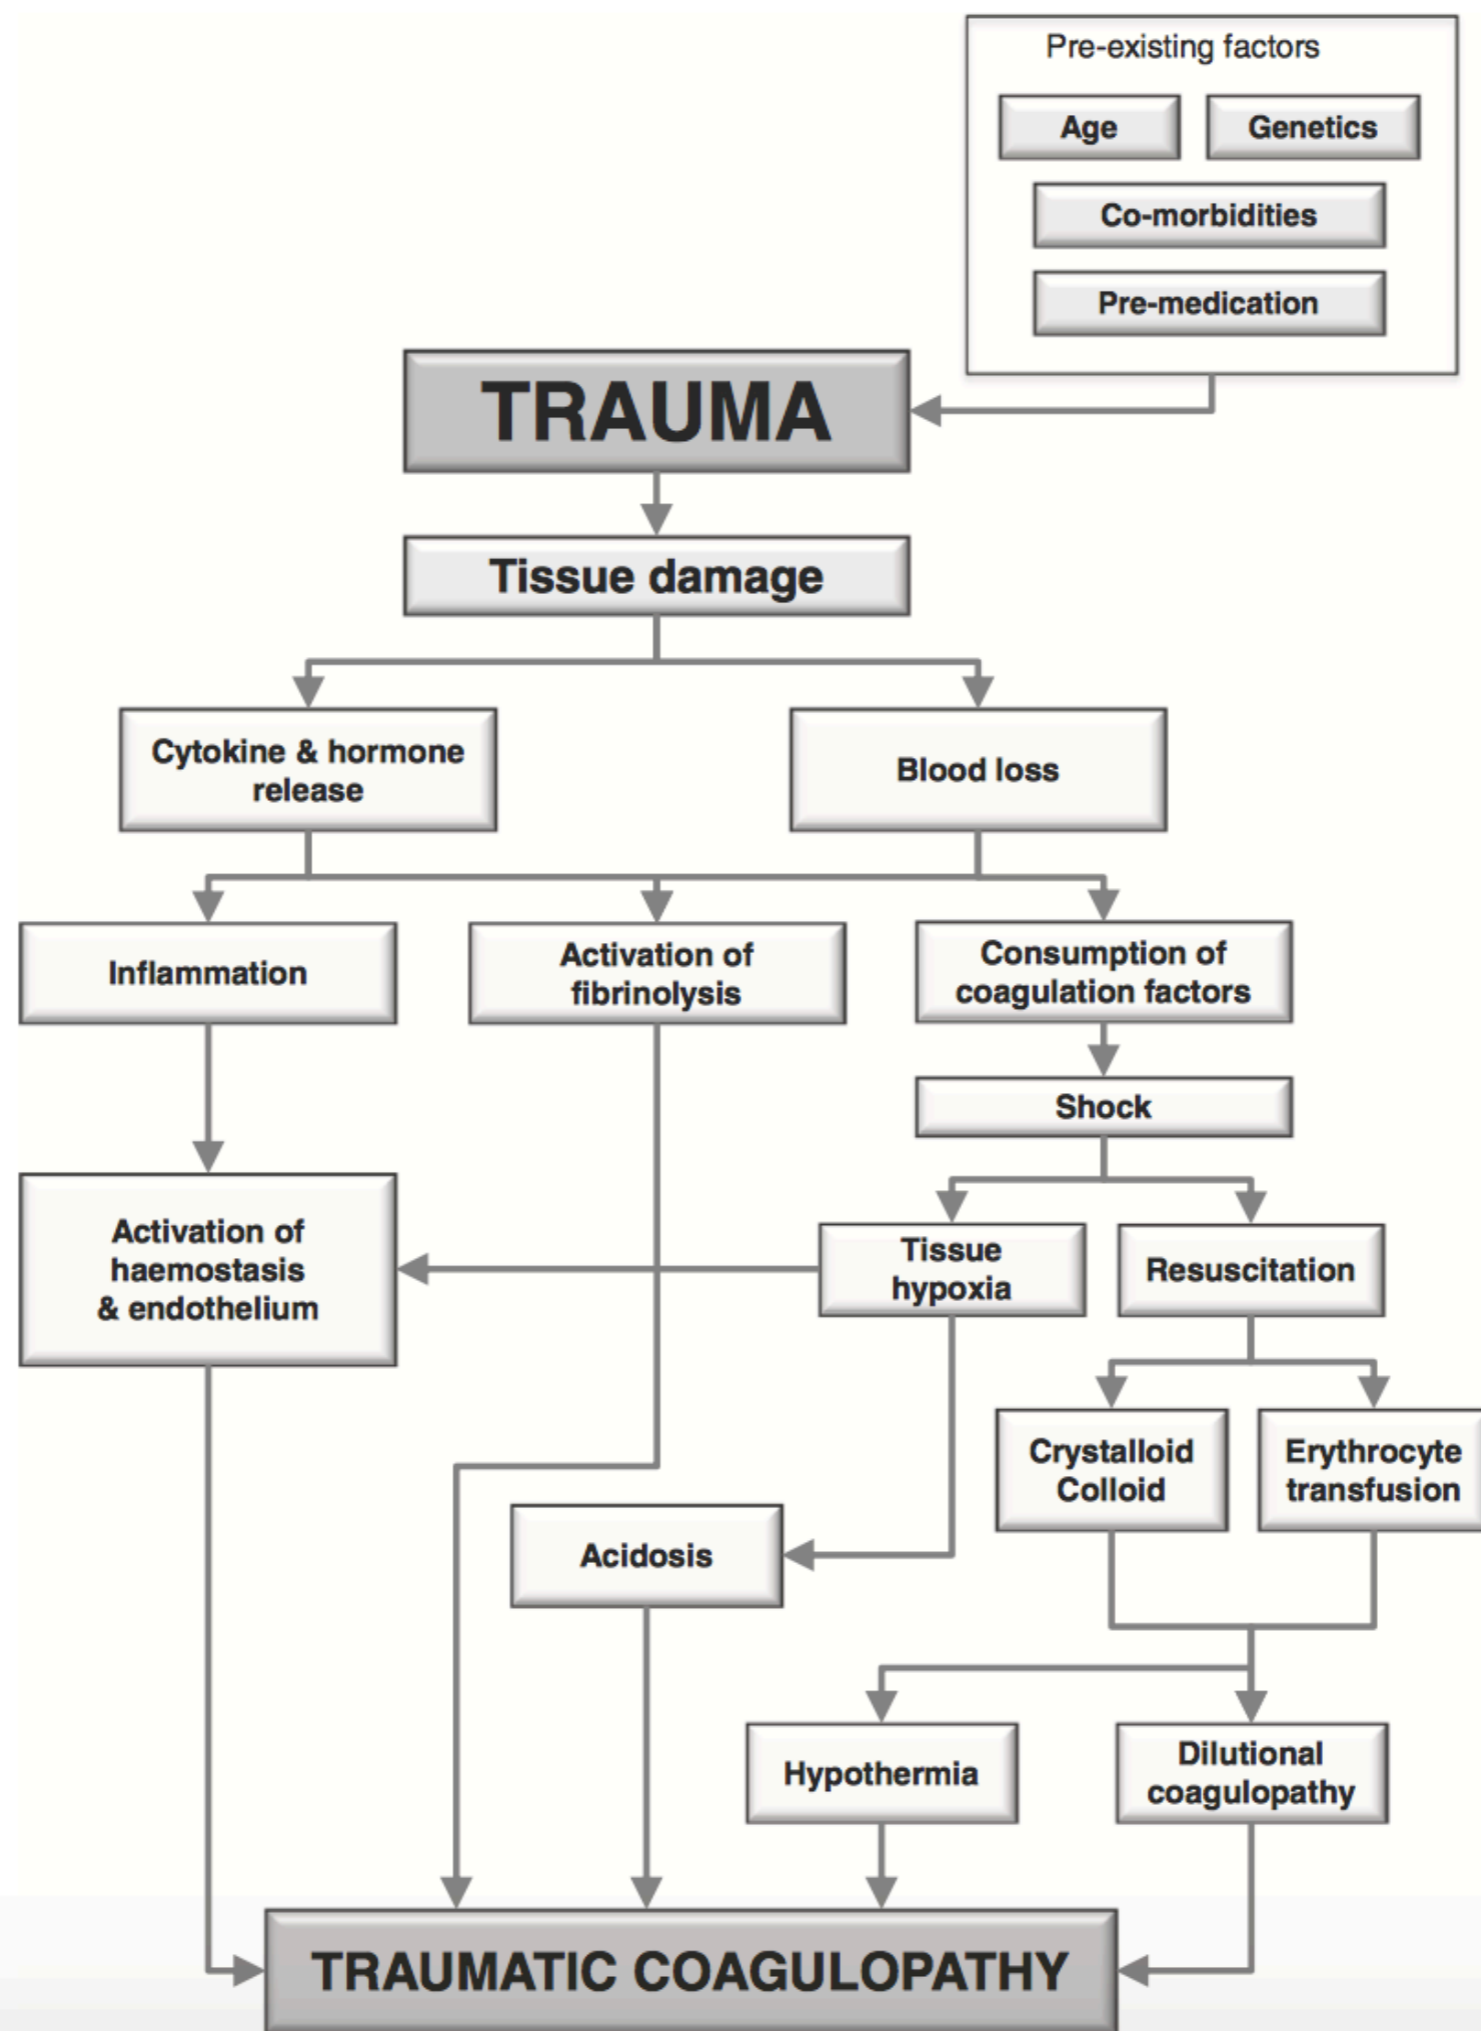 Pre-existing factors
Age
Genetics
Co-morbidities
Pre-medication
TRAUMA
Tissue damage
Cytokine & hormone
release
Blood loss
Inflammation
Activation of
fibrinolysis
Consumption of
coagulation factors
Shock
Activation of
haemostasis
& endothelium
Tissue
hypoxia
Resuscitation
Crystalloid
Colloid
Erythrocyte
transfusion
Acidosis
Hypothermia
Dilutional
coagulopathy
TRAUMATIC COAGULOPATHY